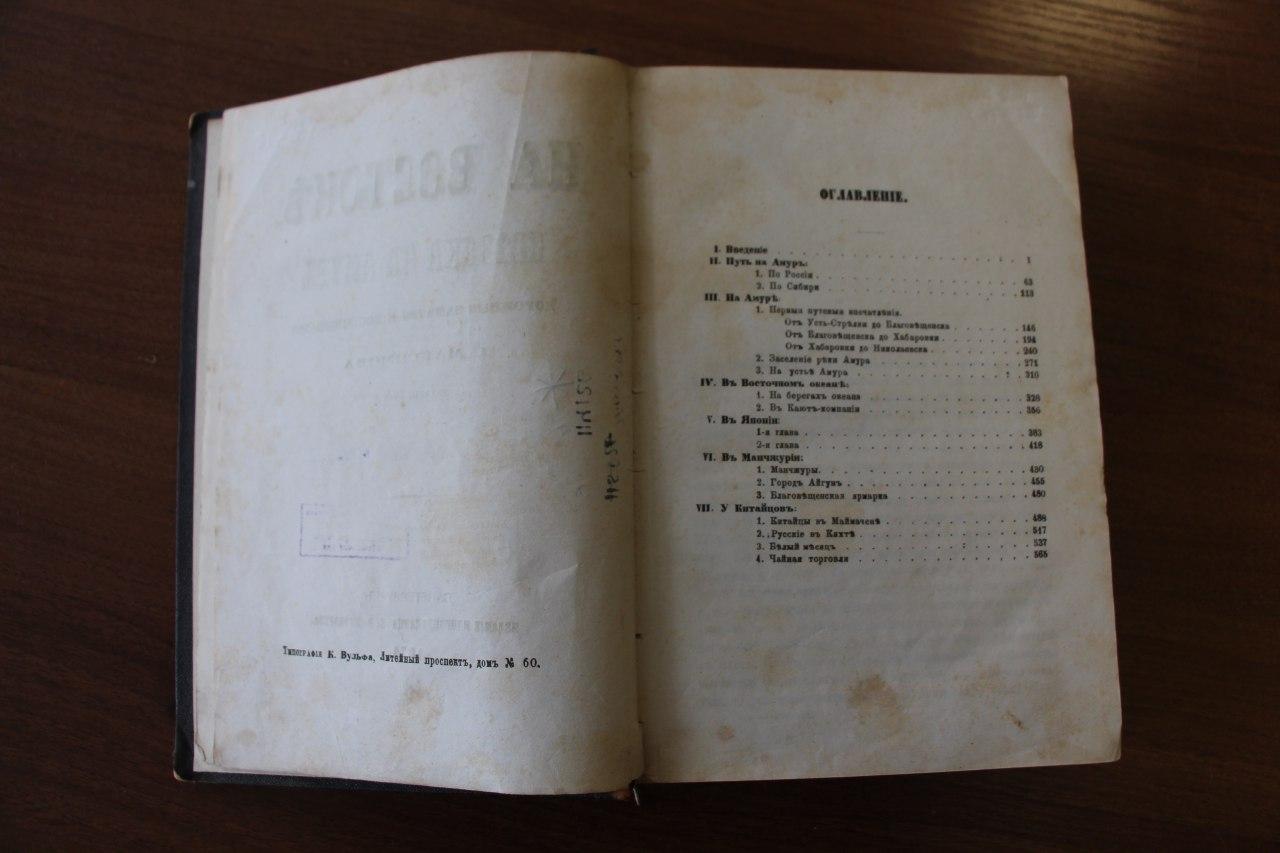 Типографія К. Вульфа, Литейный проспектъ, домъ № 60.
ОГЛАВЛЕНІЕ.
I. Введеніе . . . 1
II. Путь на Амуръ:
1. По Россіи . . . 63
2. По Сибири . . . 113
III. На Амурѣ:
1. Первыя путевыя впечатлѣнія.
Отъ Усть-Стрѣлки до Благовѣщенска . . . 146
Отъ Благовѣщенска до Хабаровки . . . 194
Отъ Хабаровки до Николаевска . . . 240
2. Заселеніе рѣки Амура . . . 271
3. На устьѣ Амура . . . 310
IV. Въ Восточномъ океанѣ:
1. На берегахъ океана . . . 328
2. Въ Каютъ-компаніи . . . 356
V. Въ Японіи:
1-я глава . . . 383
2-я глава . . . 418
VI. Въ Манчжуріи:
1. Манчжуры. . . . 430
2. Городъ Айгунъ . . . 455
3. Благовѣщенская ярмарка . . . 480
VII. У Китайцовъ:
1. Китайцы въ Маймаченѣ . . . 488
2. Русскіе въ Кяхтѣ . . . 517
3. Бѣлый мѣсяцъ . . . 537
4. Чайная торговля . . . 565